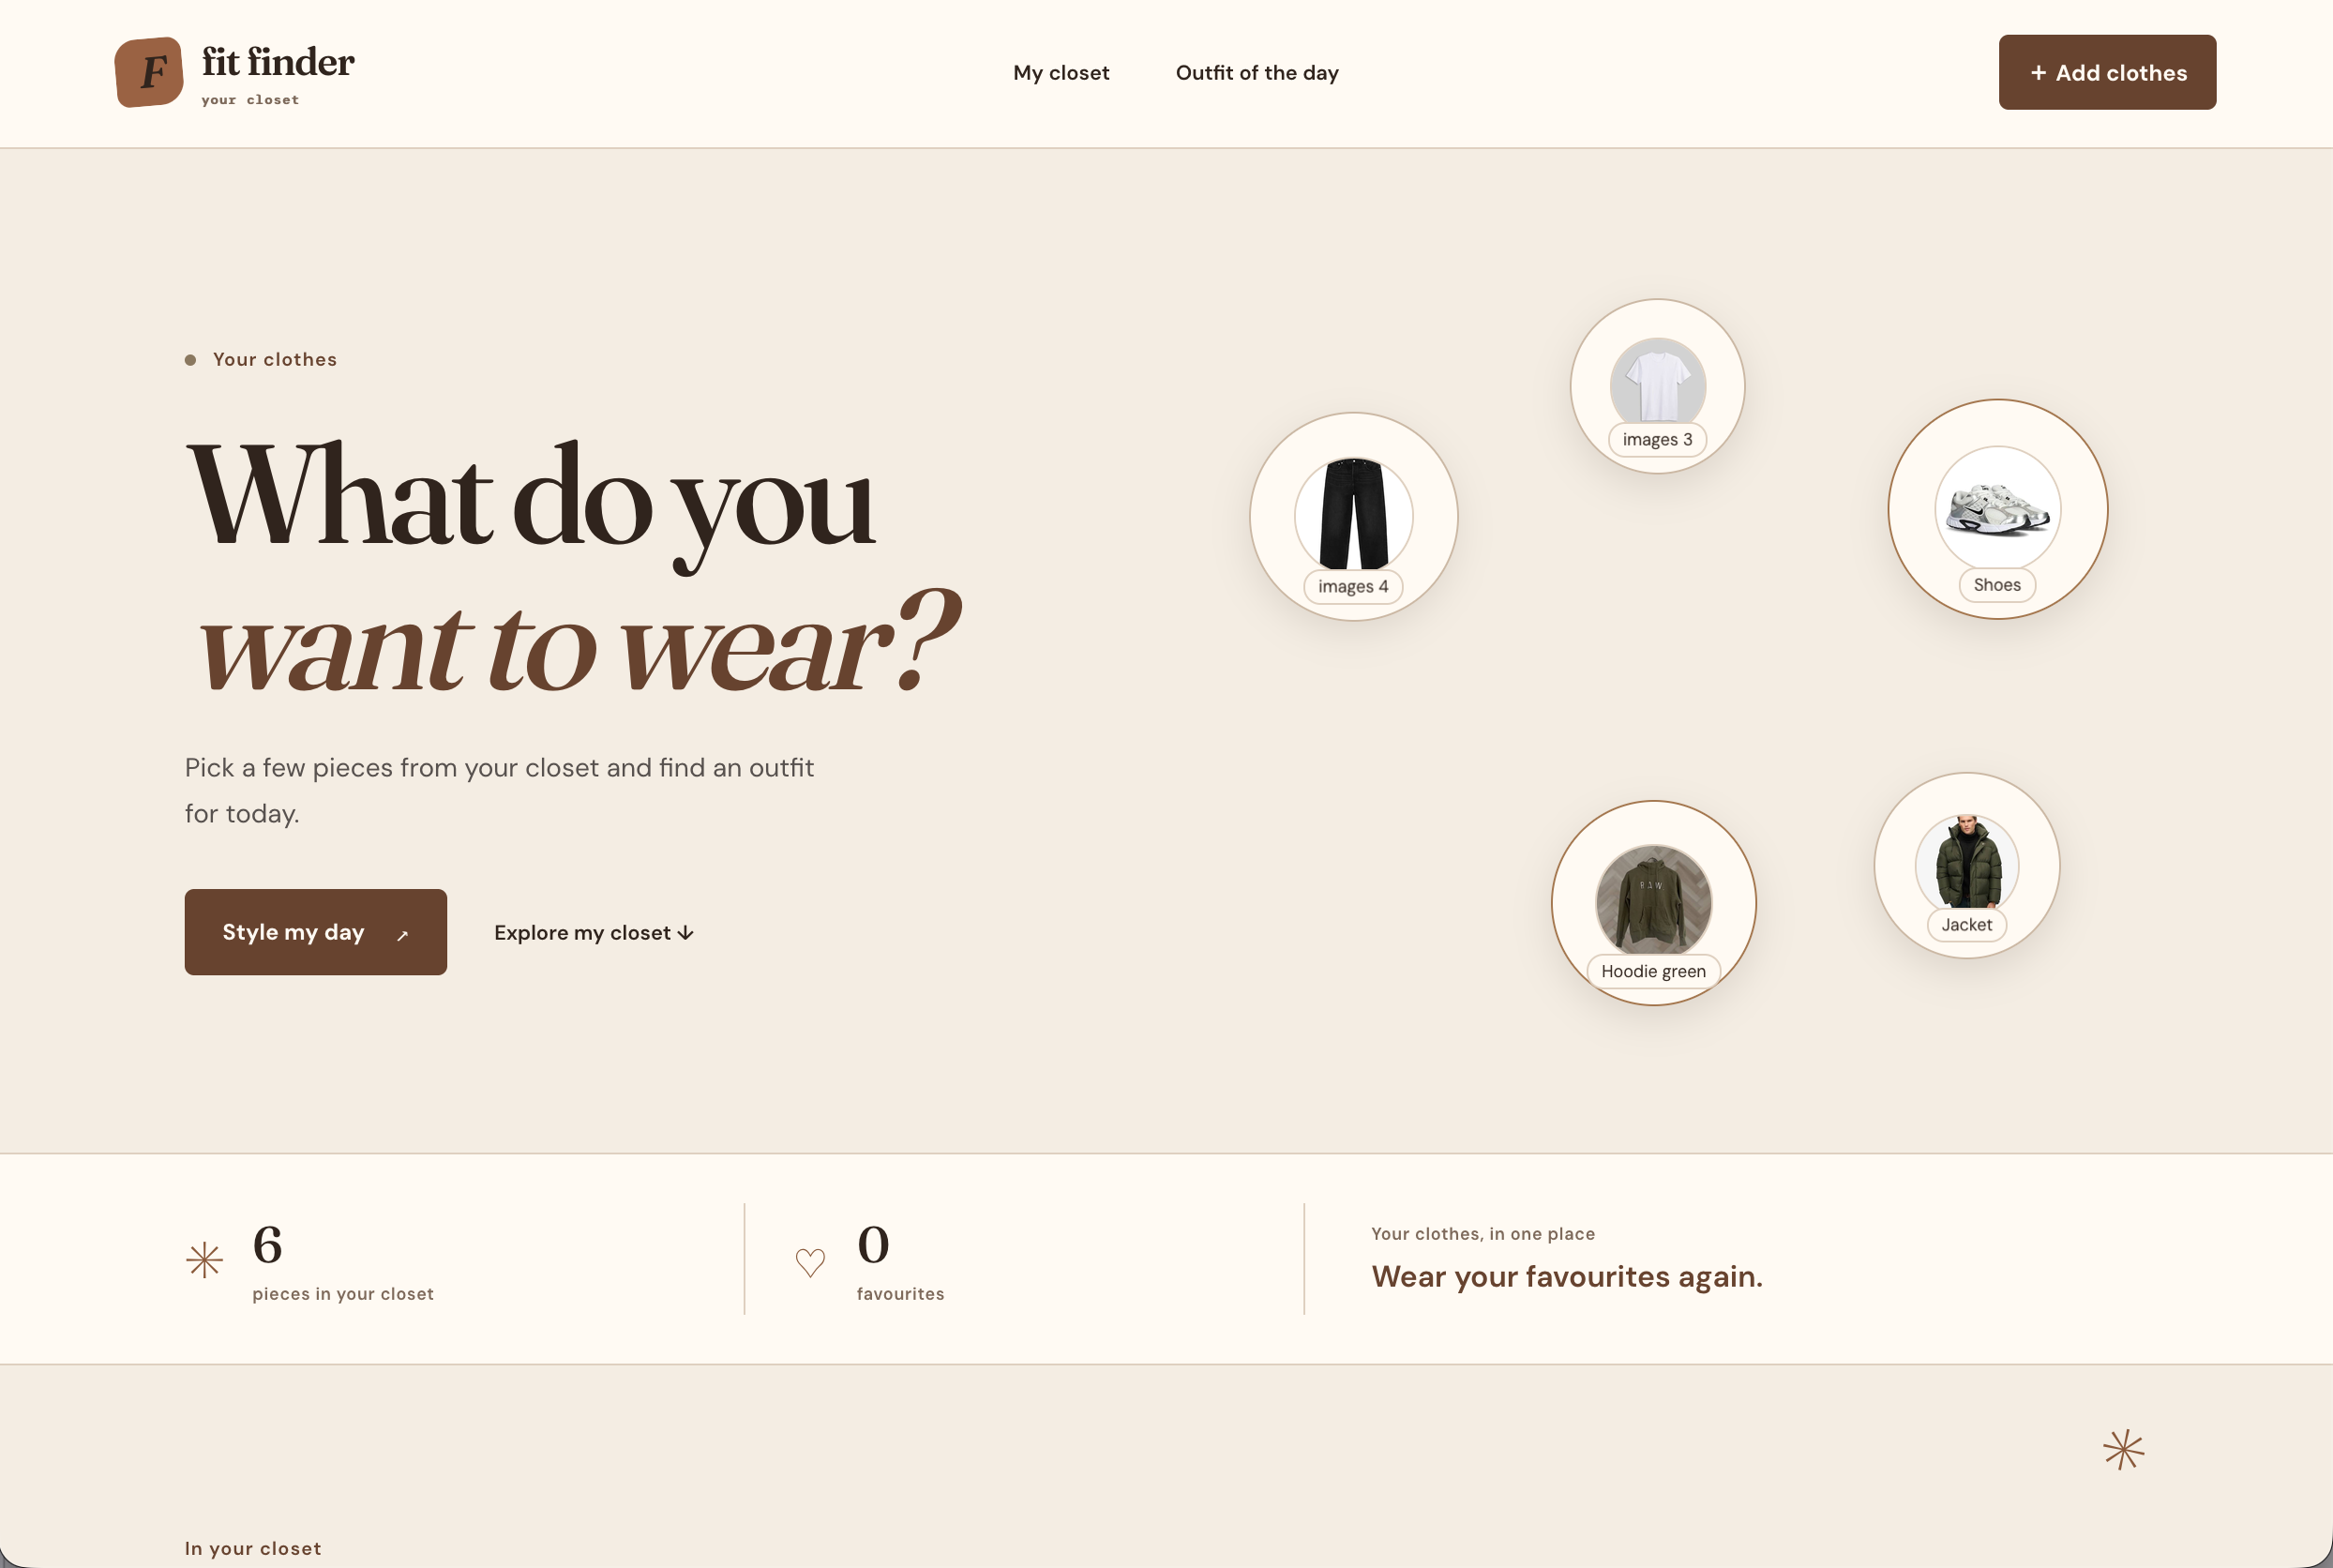 F
fit finder
your closet
My closet
Outfit of the day
+ Add clothes
Your clothes
What do you
want to wear?
Pick a few pieces from your closet and find an outfit
for today.
Style my day ↗
Explore my closet ↓
images 3
images 4
Shoes
RAW
Hoodie green
Jacket
6
pieces in your closet
0
favourites
Your clothes, in one place
Wear your favourites again.
In your closet